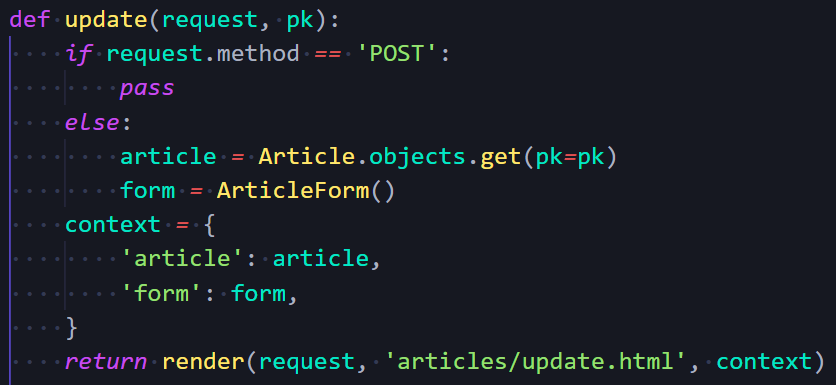 def update(request, pk):
    if request.method == 'POST':
        pass
    else:
        article = Article.objects.get(pk=pk)
        form = ArticleForm()
    context = {
        'article': article,
        'form': form,
    }
    return render(request, 'articles/update.html', context)